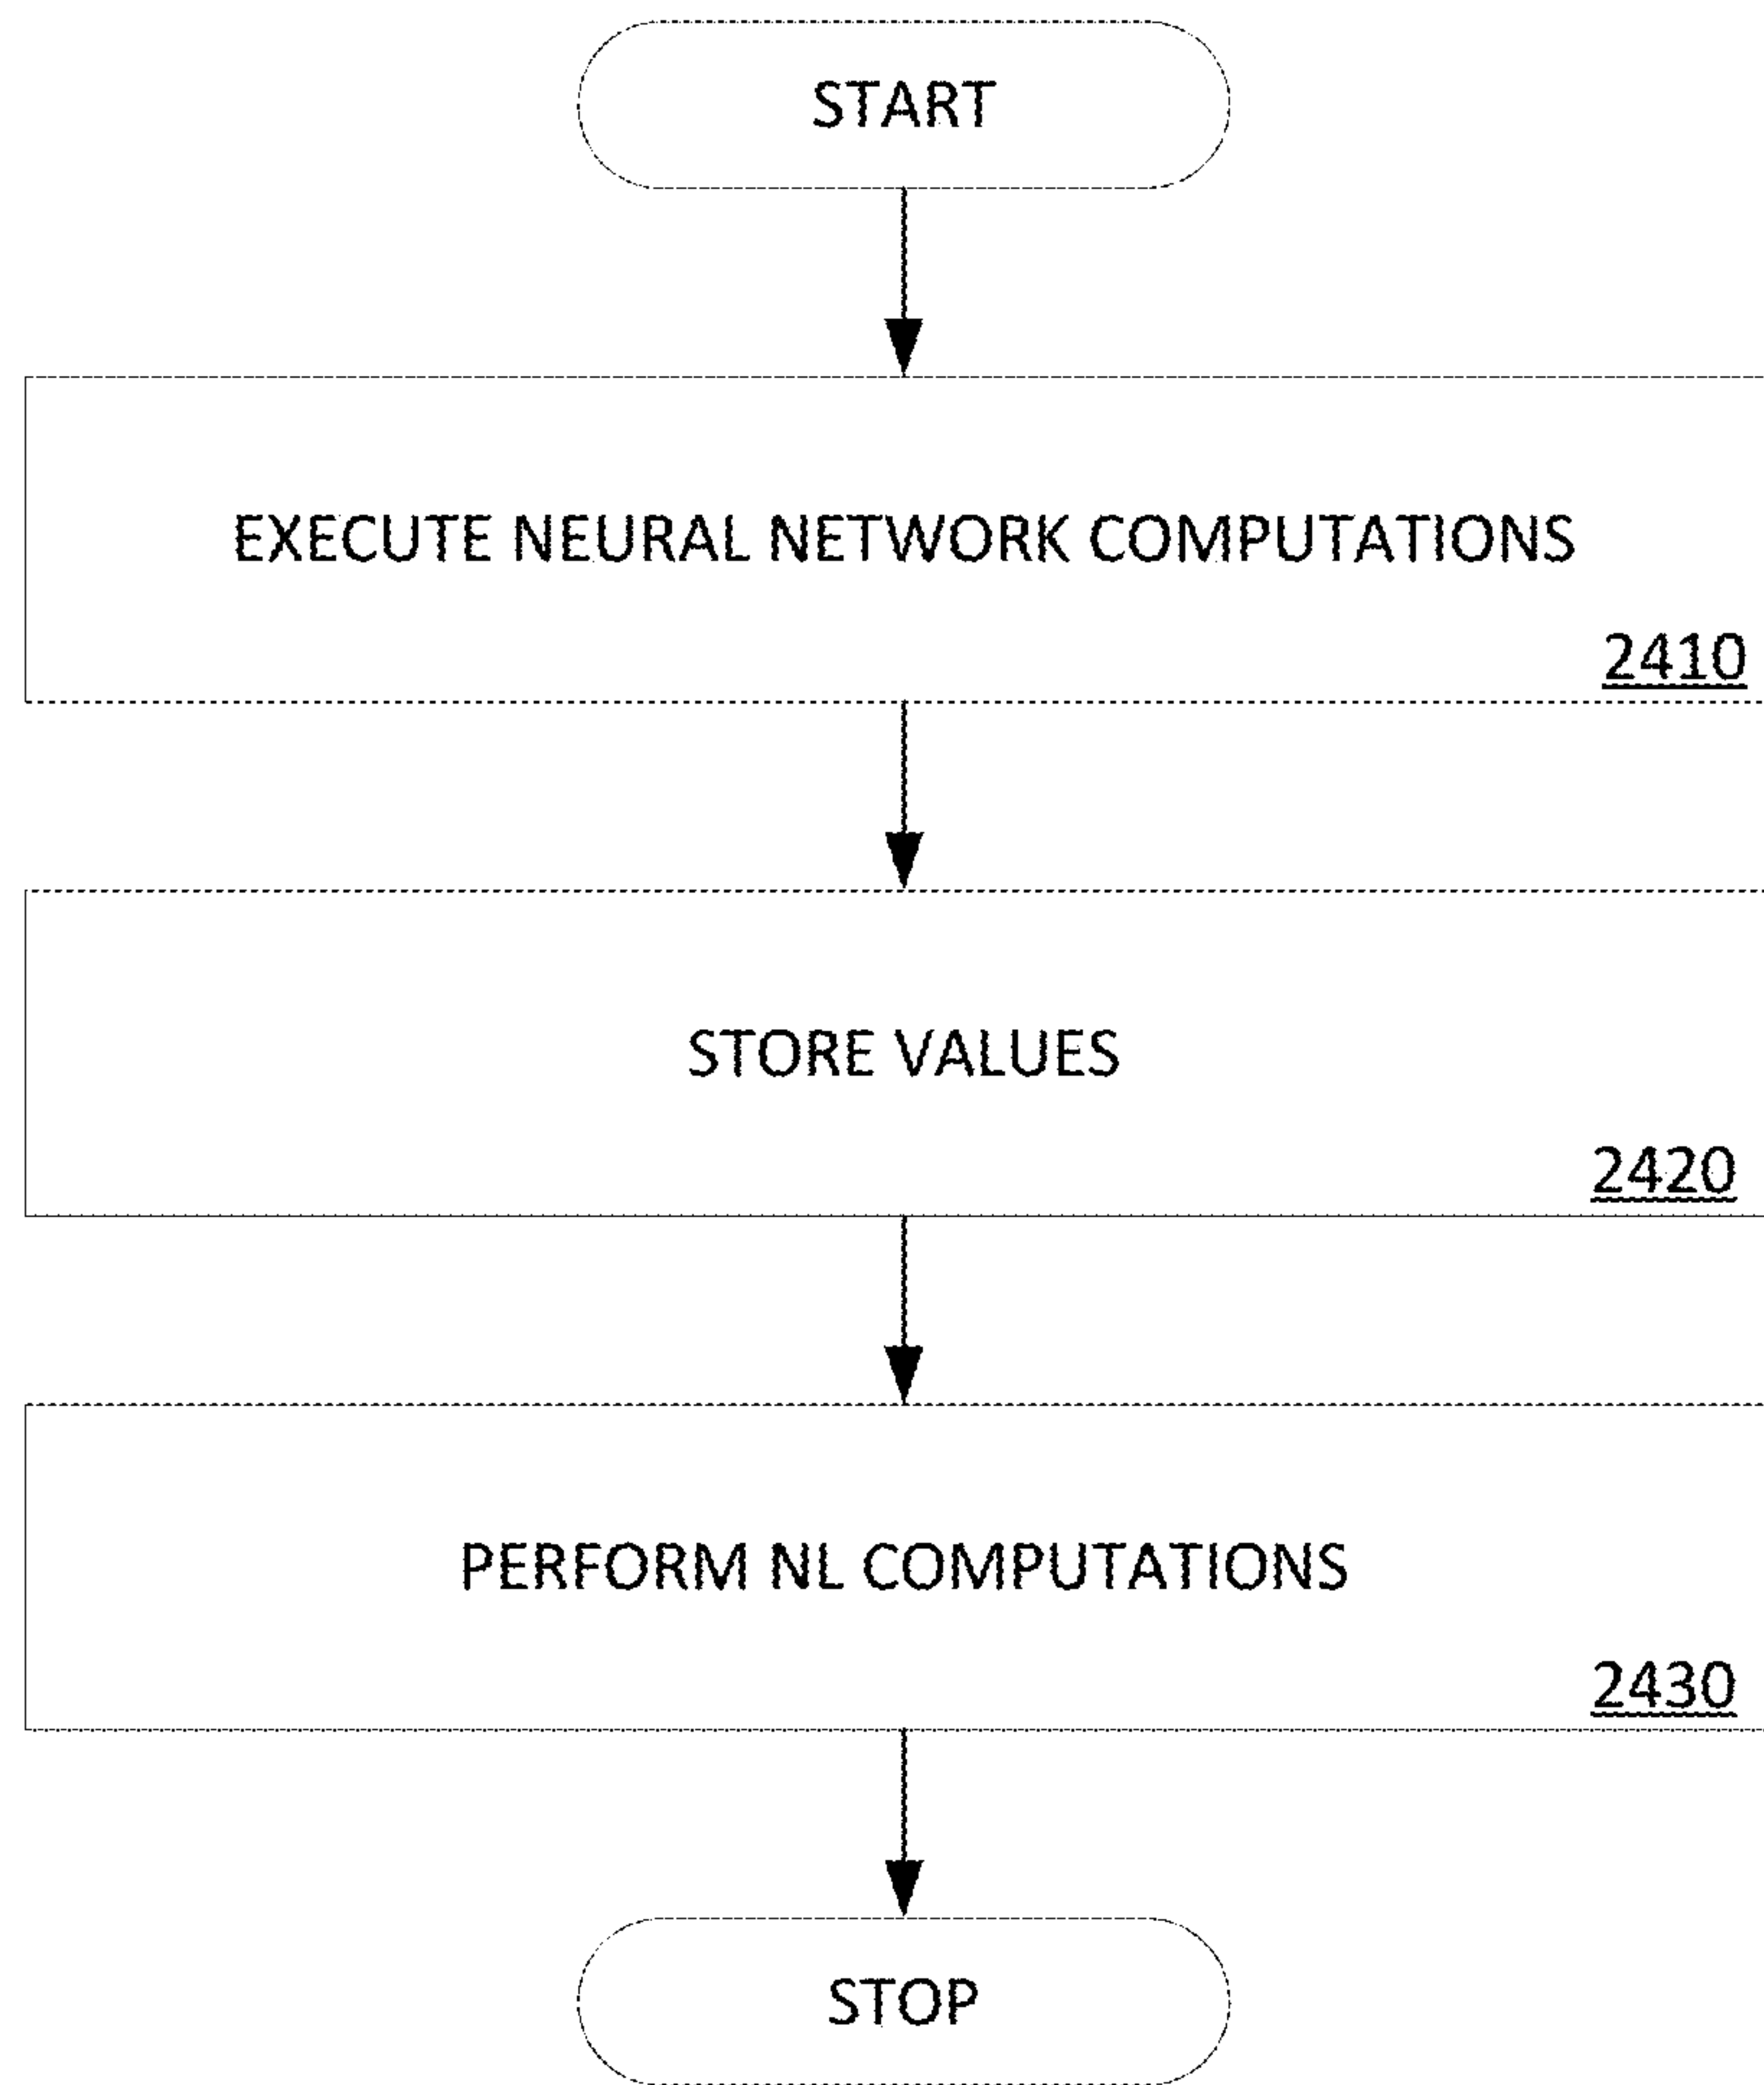 START
EXECUTE NEURAL NETWORK COMPUTATIONS
2410
STORE VALUES
2420
PERFORM NL COMPUTATIONS
2430
STOP